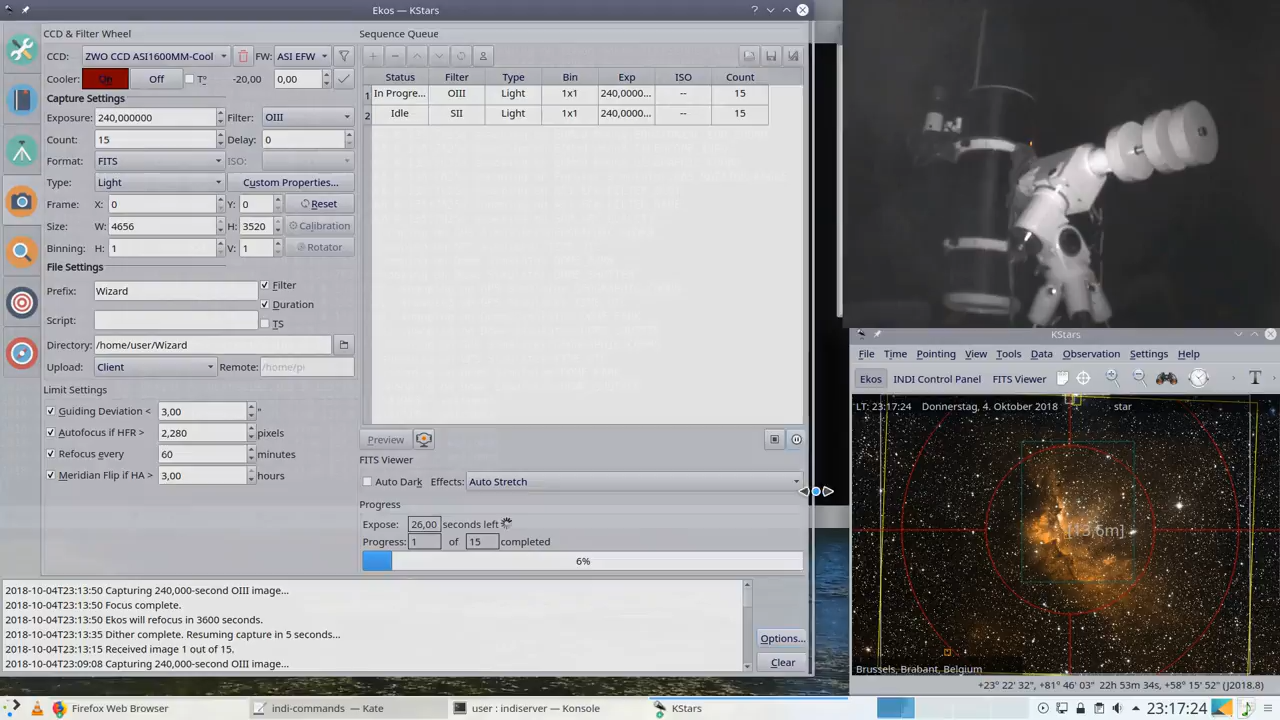 Ekos — KStars
CCD & Filter Wheel
CCD: ZWO CCD ASI1600MM-Cool FW: ASI EFW
Cooler: On Off T° -20,00 0,00
Capture Settings
Exposure: 240,000000 Filter: OIII
Count: 15 Delay: 0
Format: FITS ISO:
Type: Light Custom Properties...
Frame: X: 0 Y: 0 Reset
Size: W: 4656 H: 3520 Calibration
Binning: H: 1 V: 1 Rotator
File Settings
Prefix: Wizard Filter
Duration
Script: TS
Directory: /home/user/Wizard
Upload: Client Remote: /home/pi
Limit Settings
Guiding Deviation < 3,00 "
Autofocus if HFR > 2,280 pixels
Refocus every 60 minutes
Meridian Flip if HA > 3,00 hours
Sequence Queue
Status Filter Type Bin Exp ISO Count
1 In Progre... OIII Light 1x1 240,0000... -- 15
2 Idle SII Light 1x1 240,0000... -- 15
Preview
FITS Viewer
Auto Dark Effects: Auto Stretch
Progress
Expose: 26,00 seconds left
Progress: 1 of 15 completed
6%
2018-10-04T23:13:50 Capturing 240,000-second OIII image...
2018-10-04T23:13:50 Focus complete.
2018-10-04T23:13:50 Ekos will refocus in 3600 seconds.
2018-10-04T23:13:35 Dither complete. Resuming capture in 5 seconds...
2018-10-04T23:13:15 Received image 1 out of 15.
2018-10-04T23:09:08 Capturing 240,000-second OIII image...
Options...
Clear
KStars
File Time Pointing View Tools Data Observation Settings Help
Ekos INDI Control Panel FITS Viewer
LT: 23:17:24 Donnerstag, 4. Oktober 2018 star
[13,6m]
Brussels, Brabant, Belgium
+23° 22' 32", +81° 46' 03" 22h 53m 34s, +55° 15' 52" (J2018.8)
Firefox Web Browser indi-commands — Kate user : indiserver — Konsole KStars 23:17:24